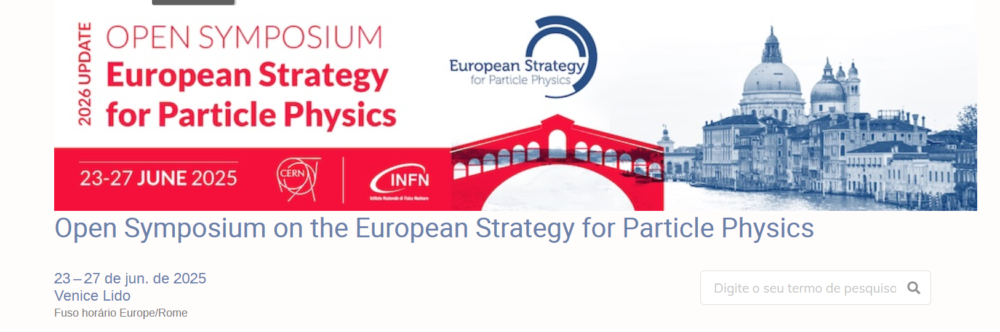 2026 UPDATE
OPEN SYMPOSIUM
European Strategy
for Particle Physics
European Strategy
for Particle Physics
23-27 JUNE 2025
CERN
INFN
Istituto Nazionale di Fisica Nucleare
Open Symposium on the European Strategy for Particle Physics
23 – 27 de jun. de 2025
Venice Lido
Fuso horário Europe/Rome
Digite o seu termo de pesquisa